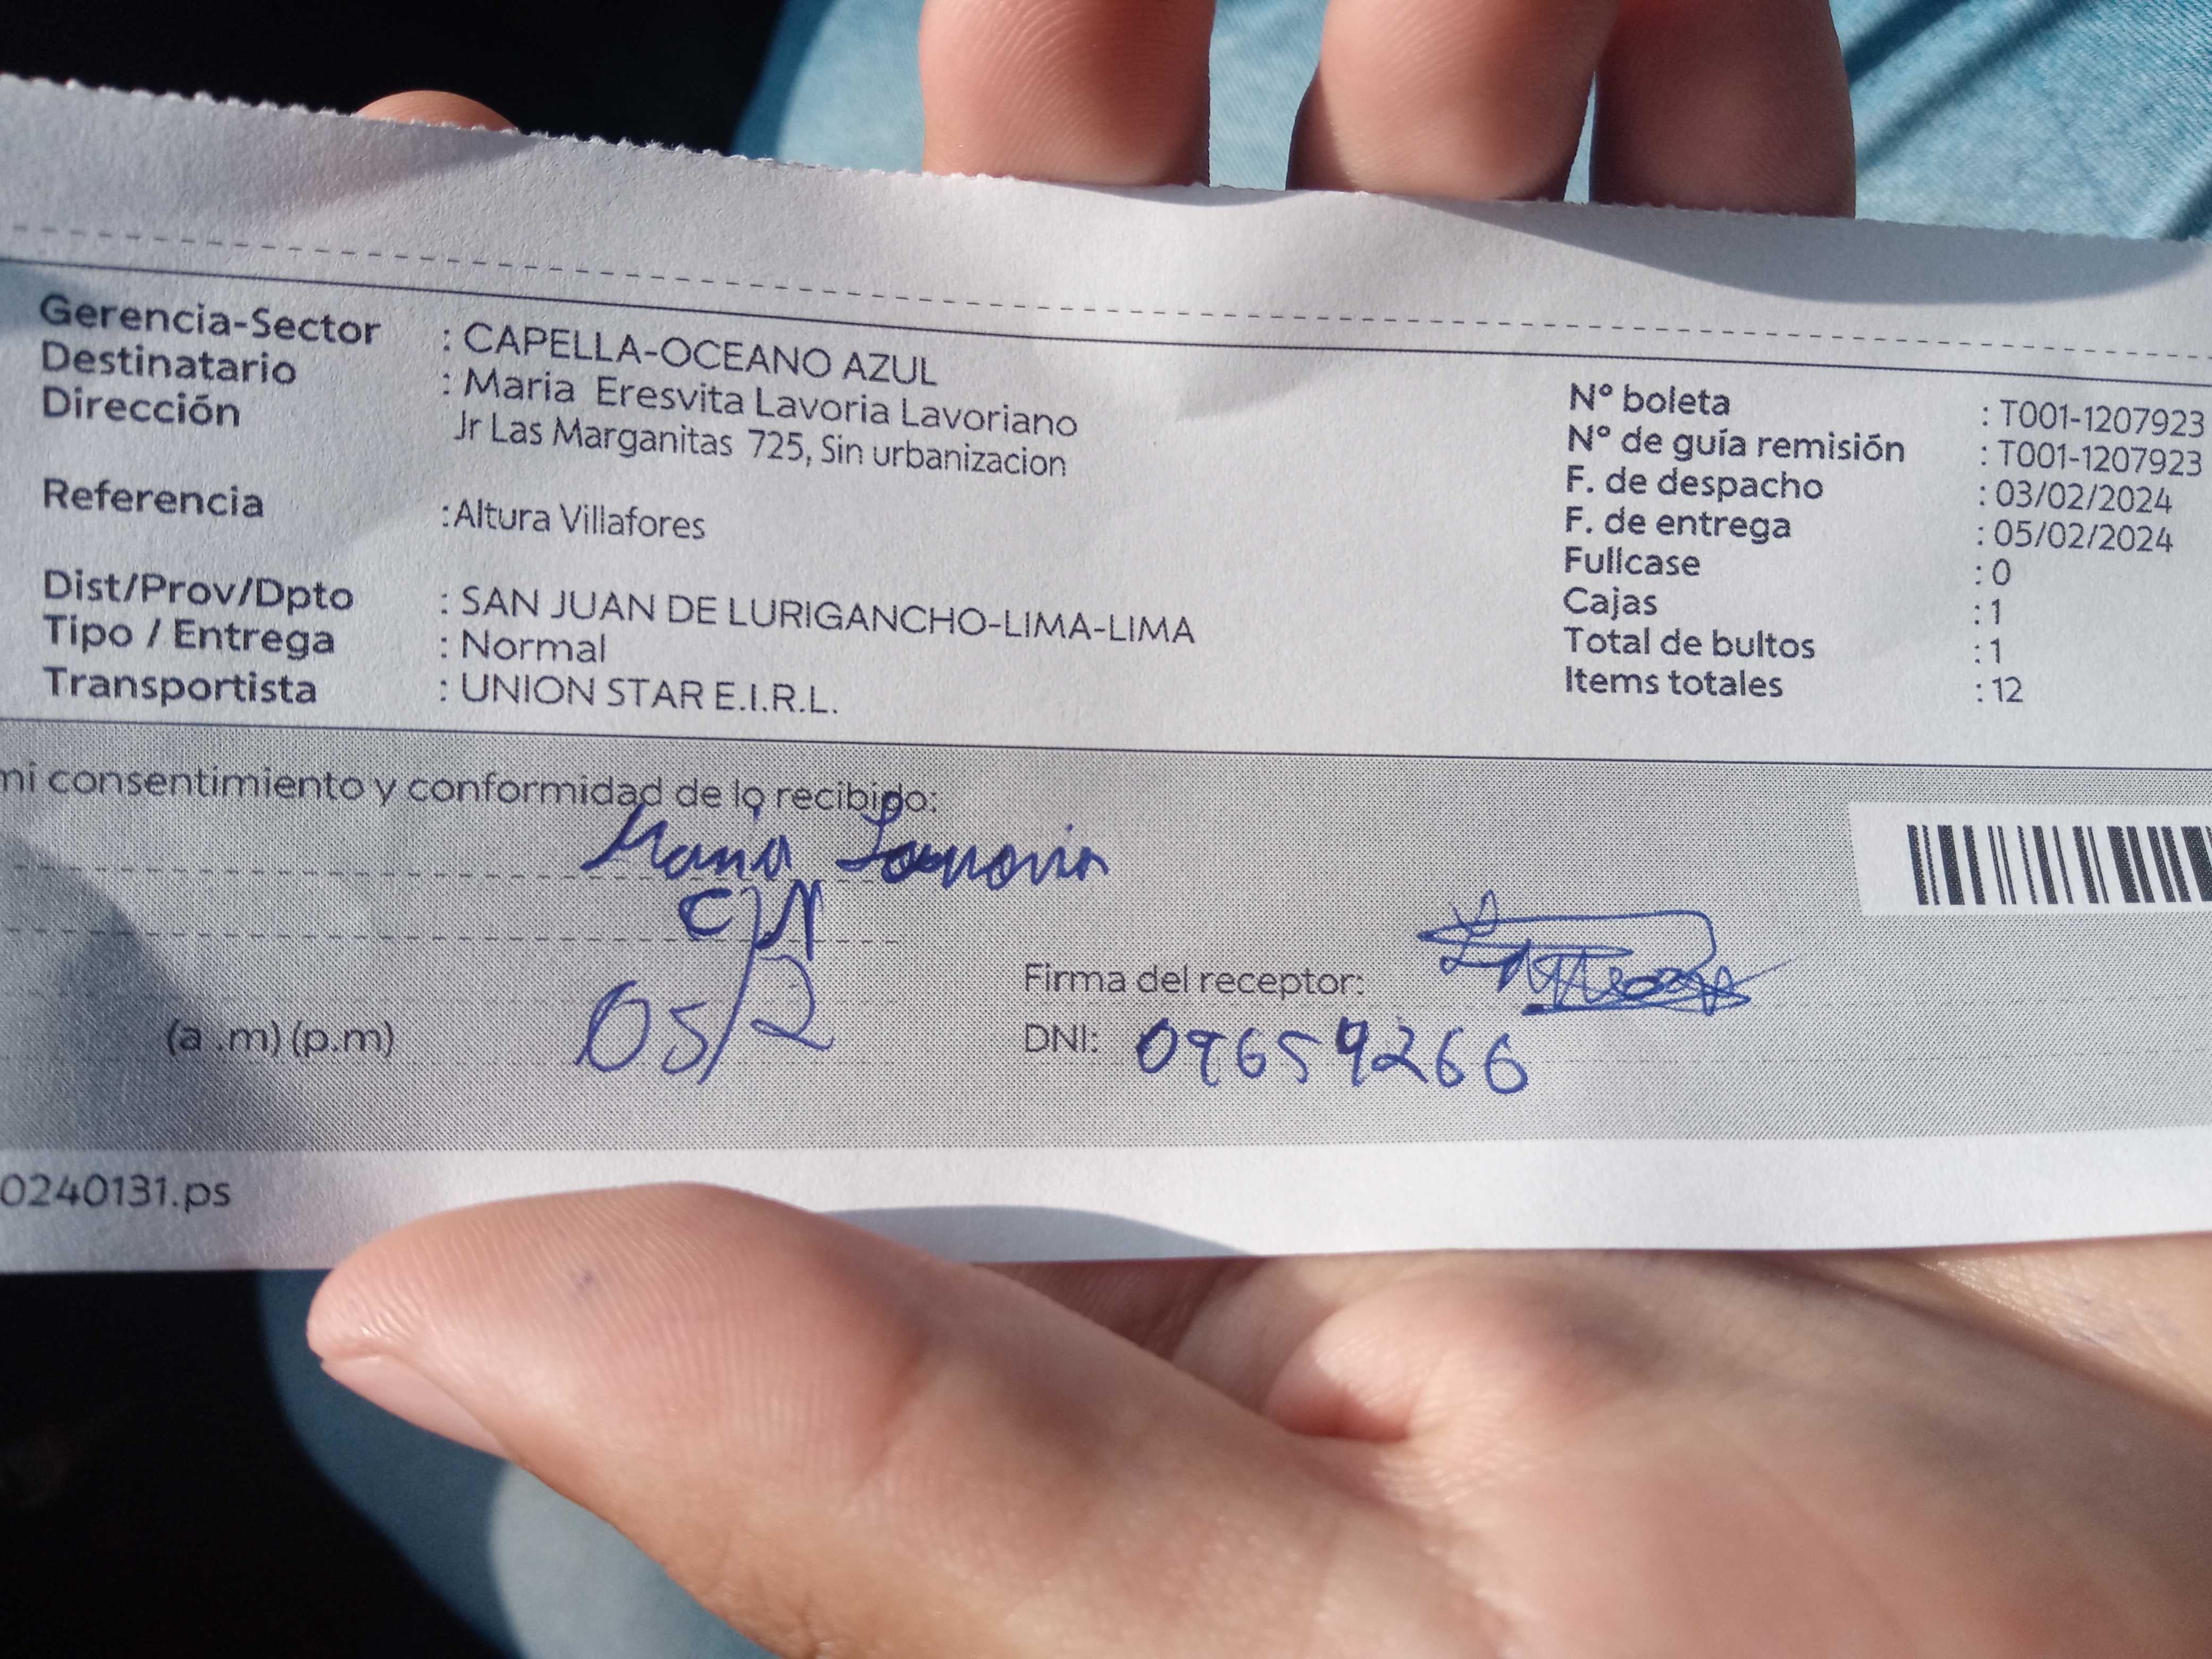 Gerencia-Sector : CAPELLA-OCEANO AZUL
Destinatario : Maria Eresvita Lavoria Lavoriano
Dirección Jr Las Marganitas 725, Sin urbanizacion
Referencia :Altura Villafores
Dist/Prov/Dpto : SAN JUAN DE LURIGANCHO-LIMA-LIMA
Tipo / Entrega : Normal
Transportista : UNION STAR E.I.R.L.
N° boleta : T001-1207923
N° de guía remisión : T001-1207923
F. de despacho : 03/02/2024
F. de entrega : 05/02/2024
Fullcase : 0
Cajas : 1
Total de bultos : 1
Items totales : 12
mi consentimiento y conformidad de lo recibido:
Maria
05/2
(a .m) (p.m)
Firma del receptor:
DNI: 09659266
0240131.ps